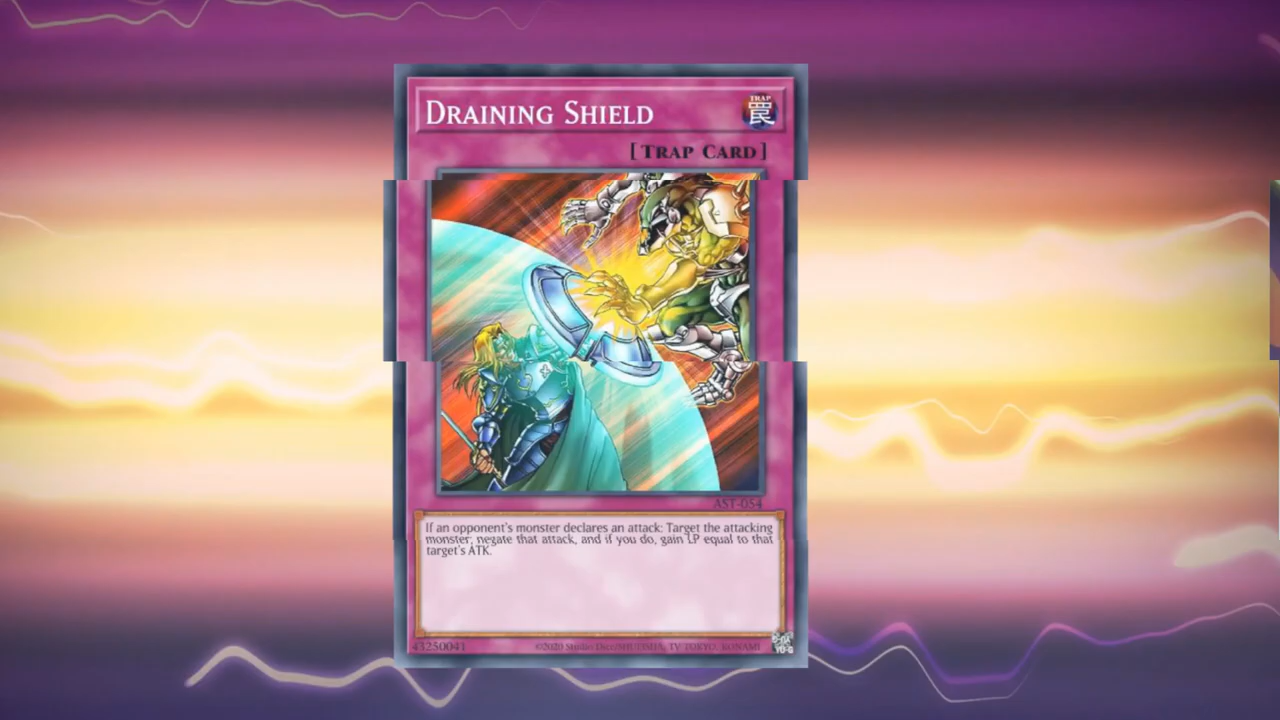 DRAINING SHIELD
TRAP
罠
[TRAP CARD]
AST-054
If an opponent's monster declares an attack: Target the attacking
monster; negate that attack, and if you do, gain LP equal to that
target's ATK.
43250041
©2020 Studio Dice/SHUEISHA, TV TOKYO, KONAMI